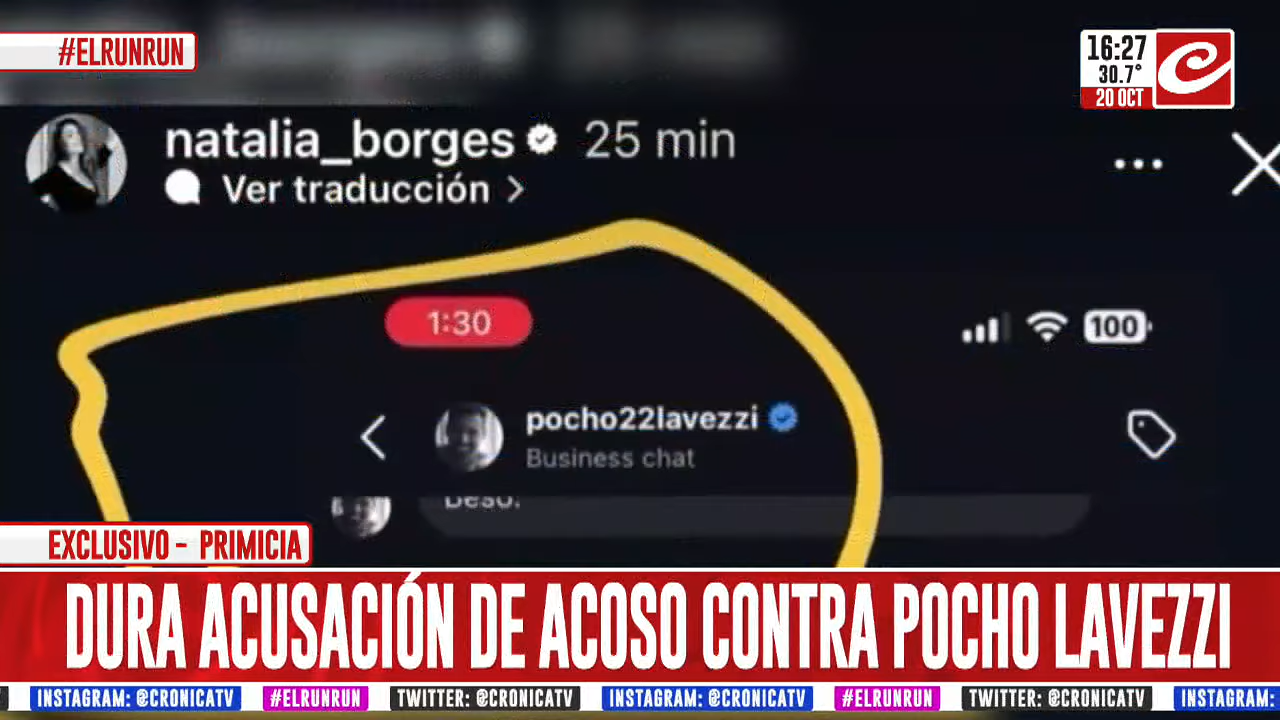 #ELRUNRUN
16:27
30.7°
20 OCT
natalia_borges 25 min
Ver traducción
1:30
100
pocho22lavezzi
Business chat
Beso.
EXCLUSIVO - PRIMICIA
DURA ACUSACIÓN DE ACOSO CONTRA POCHO LAVEZZI
INSTAGRAM: @CRONICATV #ELRUNRUN TWITTER: @CRONICATV INSTAGRAM: @CRONICATV #ELRUNRUN TWITTER: @CRONICATV INSTAGRAM: